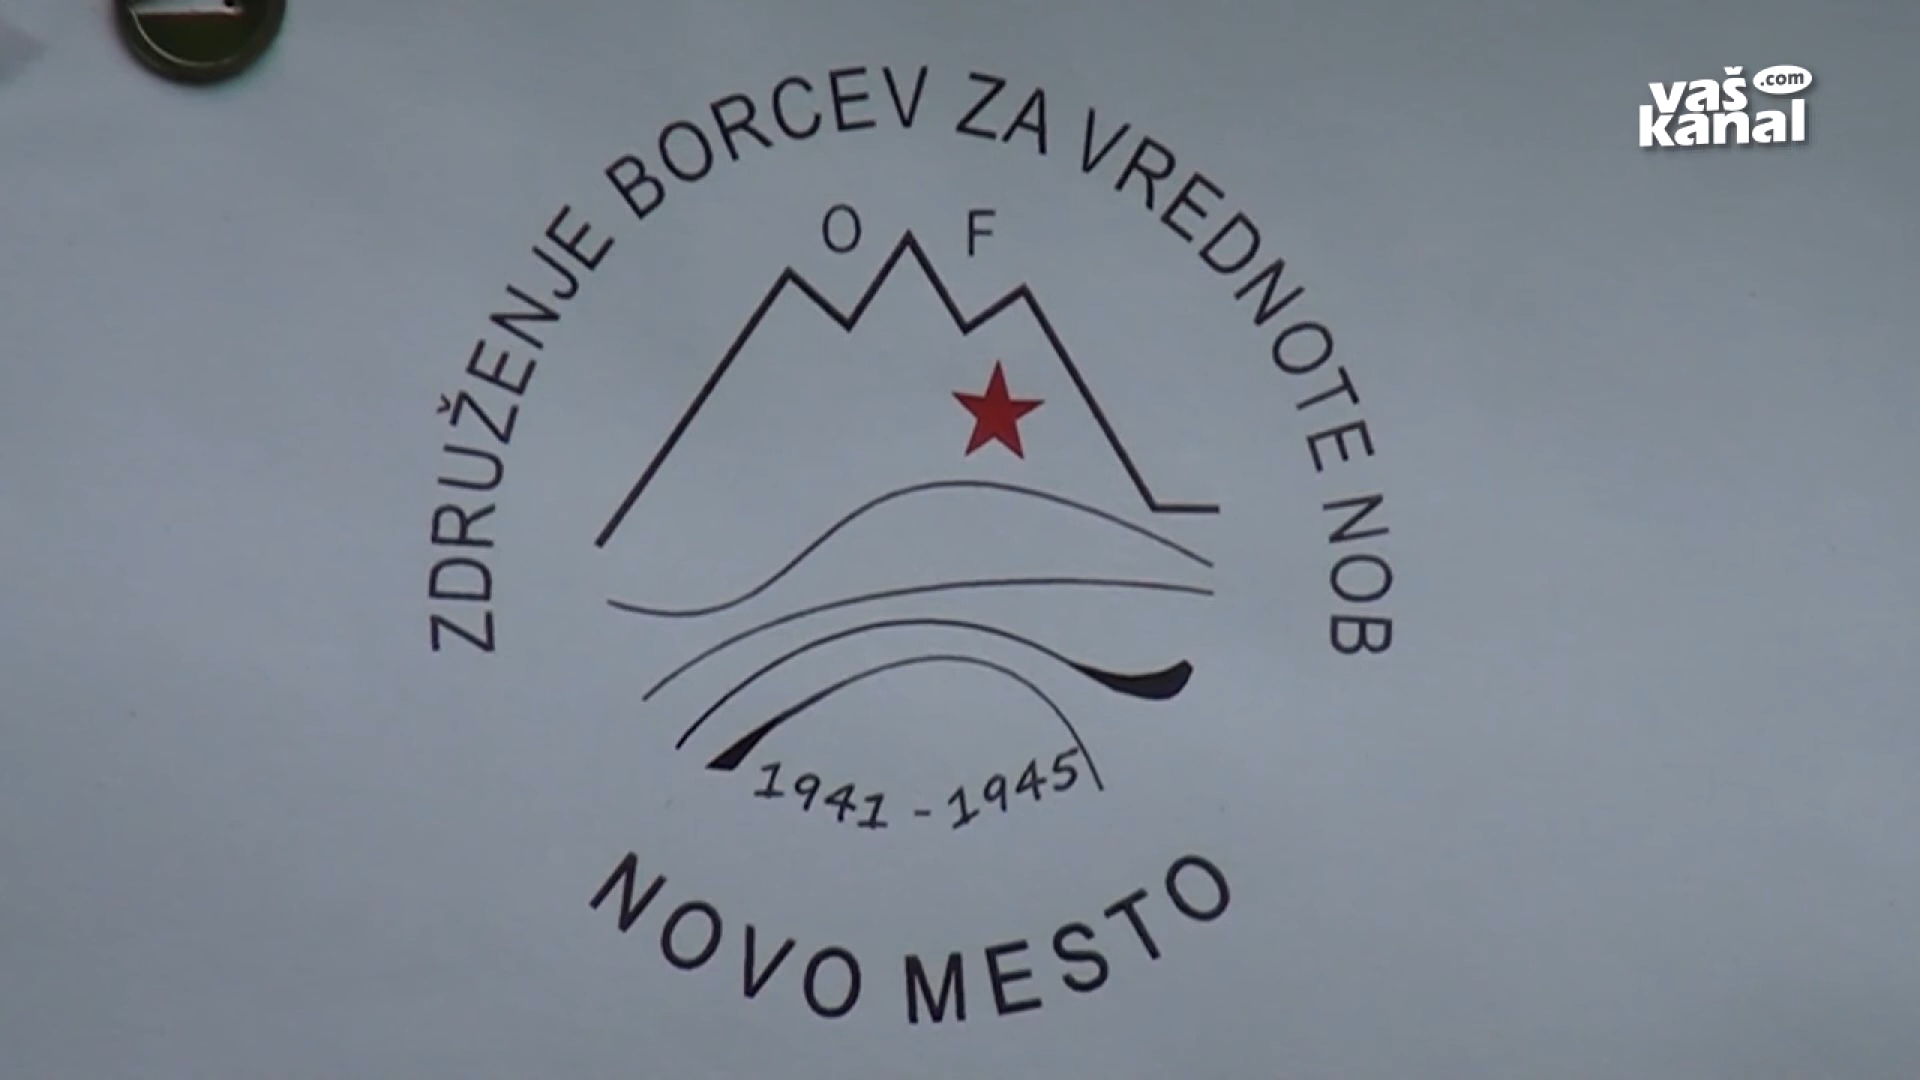 ZDRUŽENJE BORCEV ZA VREDNOTE NOB
O F
1941 - 1945
NOVO MESTO
vaš .com
kanal